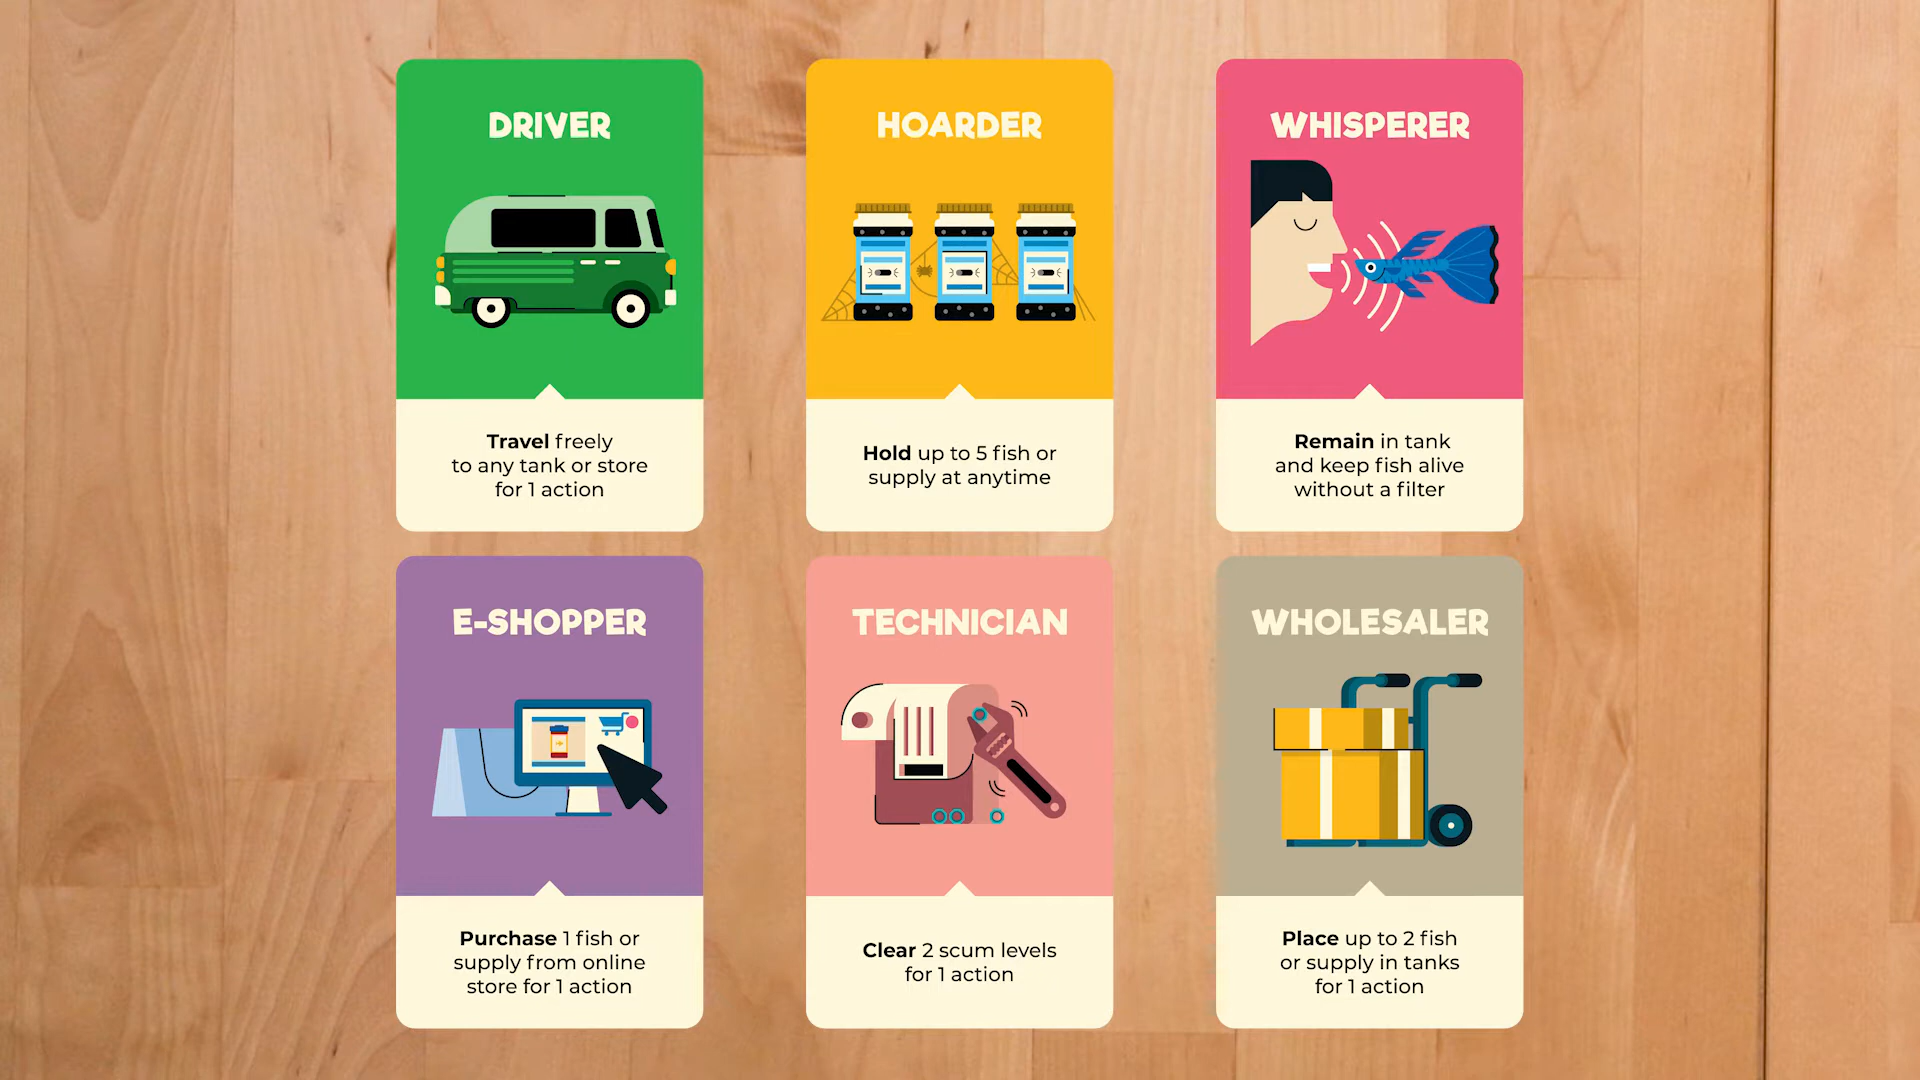 DRIVER
Travel freely
to any tank or store
for 1 action
HOARDER
Hold up to 5 fish or
supply at anytime
WHISPERER
Remain in tank
and keep fish alive
without a filter
E-SHOPPER
Purchase 1 fish or
supply from online
store for 1 action
TECHNICIAN
Clear 2 scum levels
for 1 action
WHOLESALER
Place up to 2 fish
or supply in tanks
for 1 action